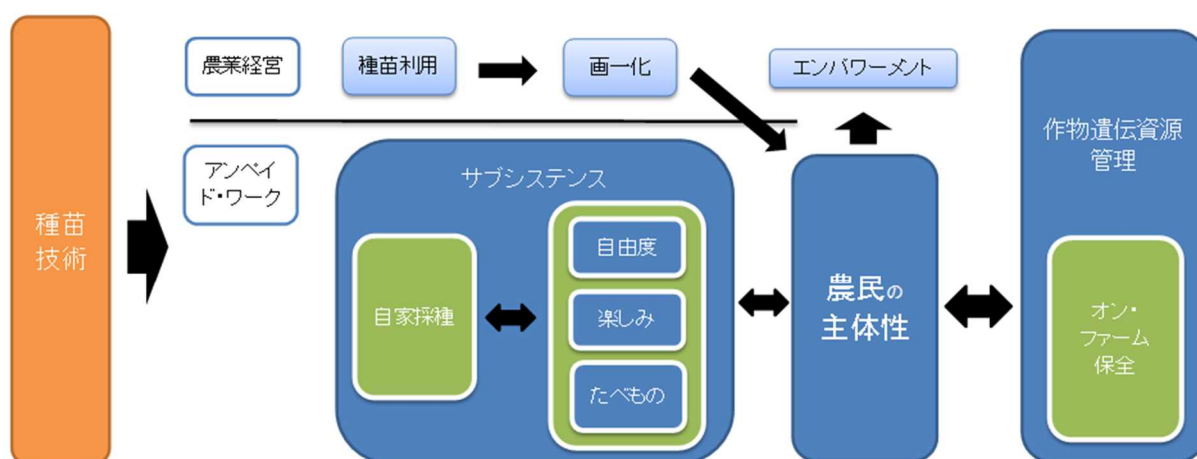 種苗
技術
農業経営
種苗利用
画一化
エンパワーメント
アンペイ
ド・ワーク
サブシステンス
自家採種
自由度
楽しみ
たべもの
農民の
主体性
作物遺伝資源
管理
オン・
ファーム
保全